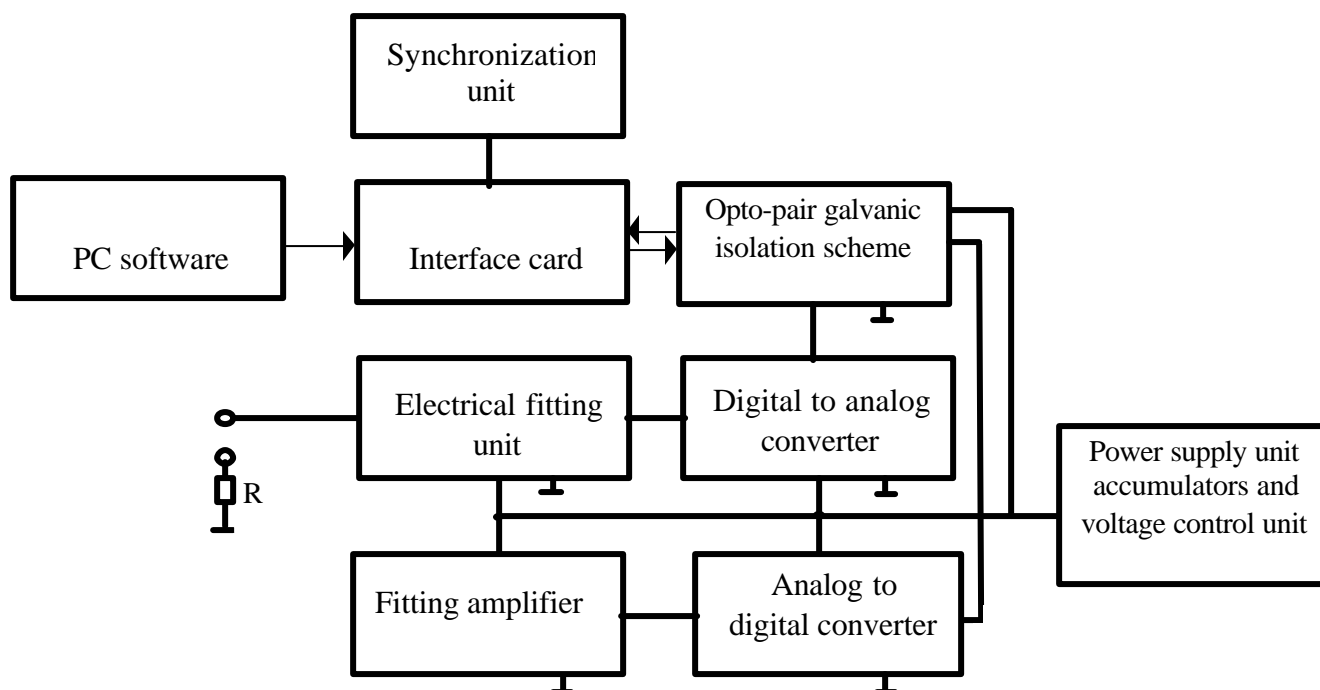 Synchronization
unit
PC software
Interface card
Opto-pair galvanic
isolation scheme
Electrical fitting
unit
Digital to analog
converter
Power supply unit
accumulators and
voltage control unit
R
Fitting amplifier
Analog to
digital converter